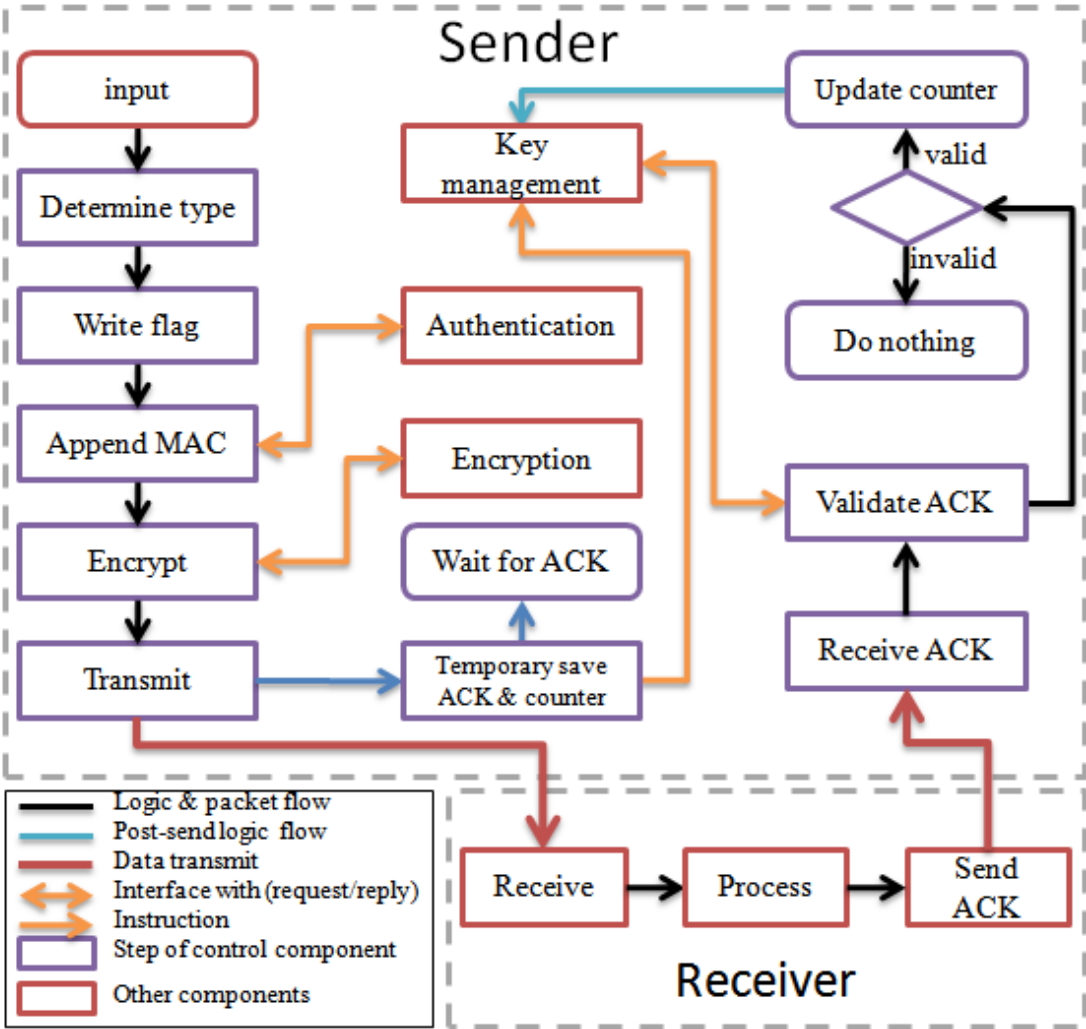 Sender
input
Determine type
Write flag
Append MAC
Encrypt
Transmit
Key
management
Authentication
Encryption
Wait for ACK
Temporary save
ACK & counter
Update counter
valid
invalid
Do nothing
Validate ACK
Receive ACK
Logic & packet flow
Post-send logic flow
Data transmit
Interface with (request/reply)
Instruction
Step of control component
Other components
Receive
Process
Send
ACK
Receiver